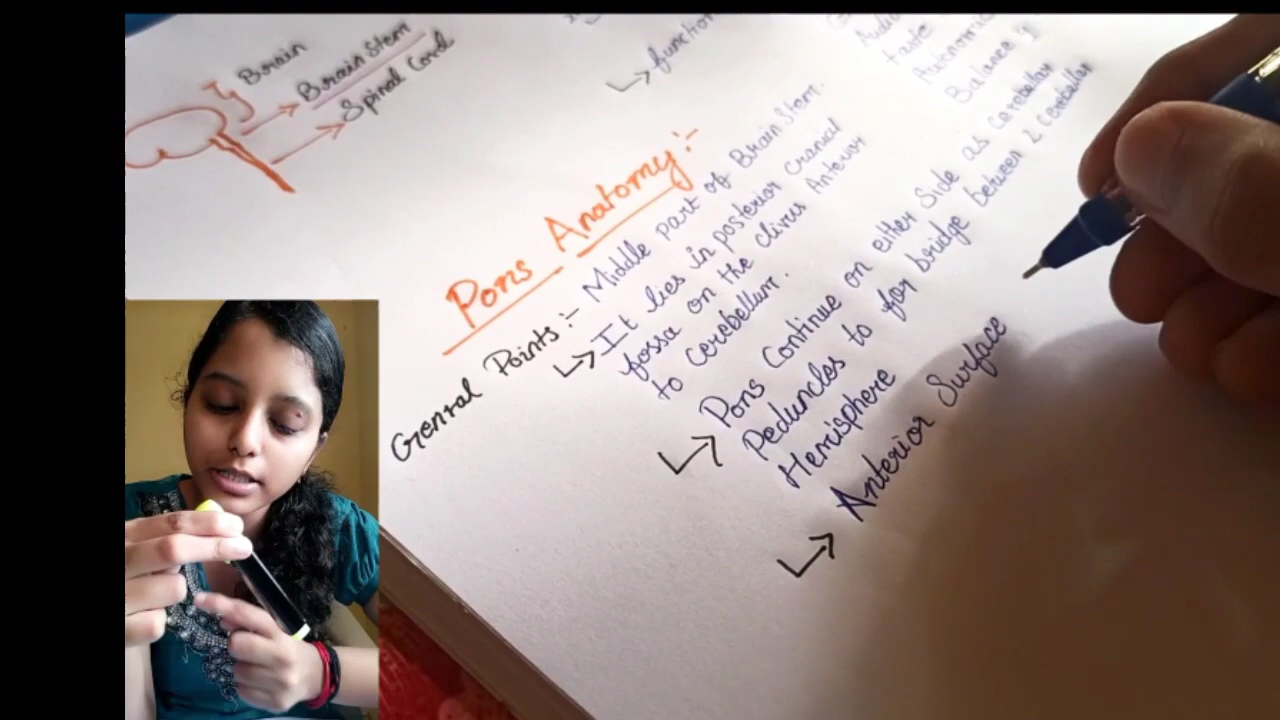 Brain
Brain Stem
Spinal Cord
function
taste
Balance
Pons Anatomy:-
Genral Points:- Middle part of Brain Stem.
It lies in posterior cranial
fossa on the clivus Anterior
to cerebellum.
Pons Continue on either Side as cerebellar
Peduncles to for bridge between 2 cerebellar
Hemisphere
Anterior Surface